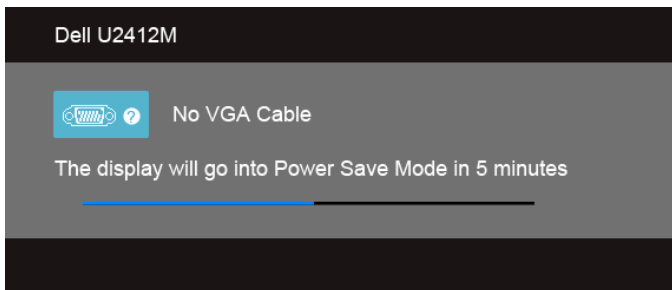 Dell U2412M
No VGA Cable
The display will go into Power Save Mode in 5 minutes